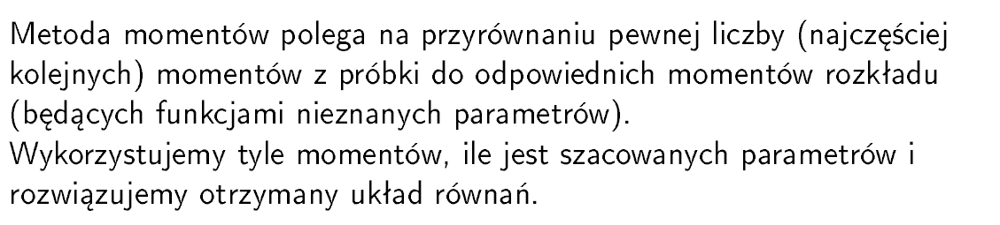 Metoda momentów polega na przyrównaniu pewnej liczby (najczęściej
kolejnych) momentów z próbki do odpowiednich momentów rozkładu
(będących funkcjami nieznanych parametrów).
Wykorzystujemy tyle momentów, ile jest szacowanych parametrów i
rozwiązujemy otrzymany układ równań.